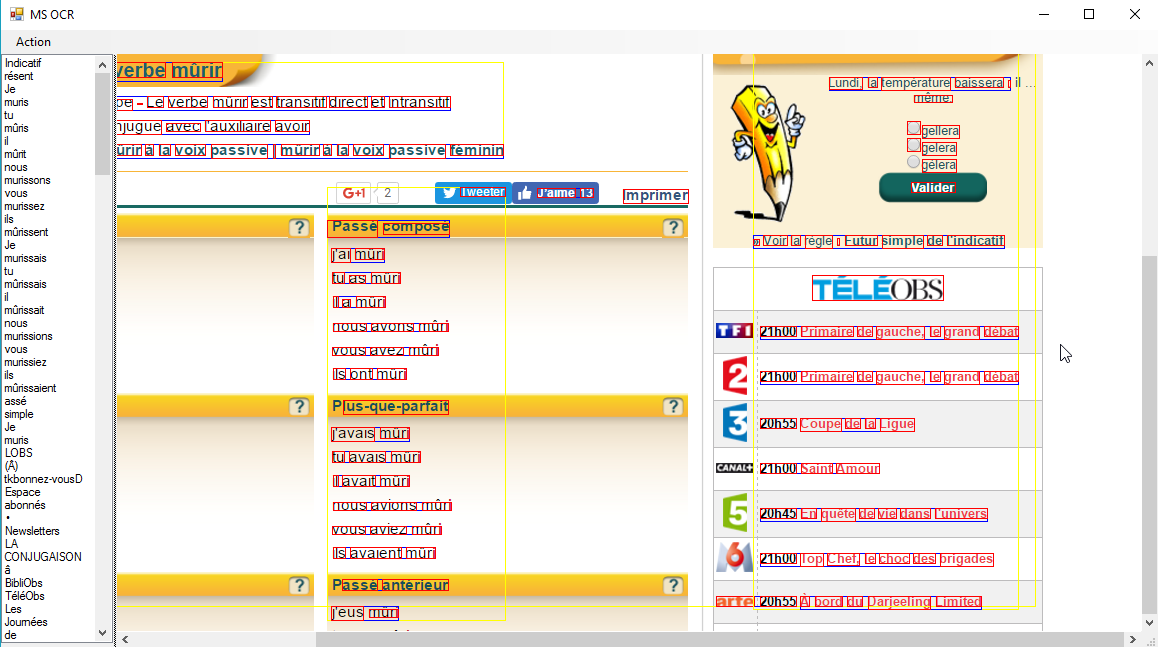 MS OCR
Action
Indicatif
résent
Je
muris
tu
mûris
il
mûrit
nous
murissons
vous
murissez
ils
mûrissent
Je
murissais
tu
mûrissais
il
mûrissait
nous
murissions
vous
murissiez
ils
mûrissaient
assé
simple
Je
muris
LOBS
(Â)
tkbonnez-vousD
Espace
abonnés
•
Newsletters
LA
CONJUGAISON
â
BibliObs
TéléObs
Les
Journées
de
verbe mûrir
be - Le verbe mûrir est transitif direct et intransitif
njugue avec l'auxiliaire avoir
urir à la voix passive | mûrir à la voix passive feminin
G+1 2 Tweeter J'aime 13 Imprimer
?
Passé composé ?
j'ai mûri
tu as mûri
il a mûri
nous avons mûri
vous avez mûri
ils ont mûri
?
Plus-que-parfait ?
j'avais mûri
tu avais mûri
il avait mûri
nous avions mûri
vous aviez mûri
ils avaient mûri
?
Passé antérieur ?
j'eus mûri
Lundi, la température baissera : il ...
même.
gellera
gelera
gèlera
Valider
Voir la règle : Futur simple de l'indicatif
TÉLÉOBS
TF1 21h00 Primaire de gauche, le grand débat
2 21h00 Primaire de gauche, le grand débat
3 20h55 Coupe de la Ligue
CANAL+ 21h00 Saint Amour
5 20h45 En quête de vie dans l'univers
M6 21h00 Top Chef, le choc des brigades
arte 20h55 À bord du Darjeeling Limited